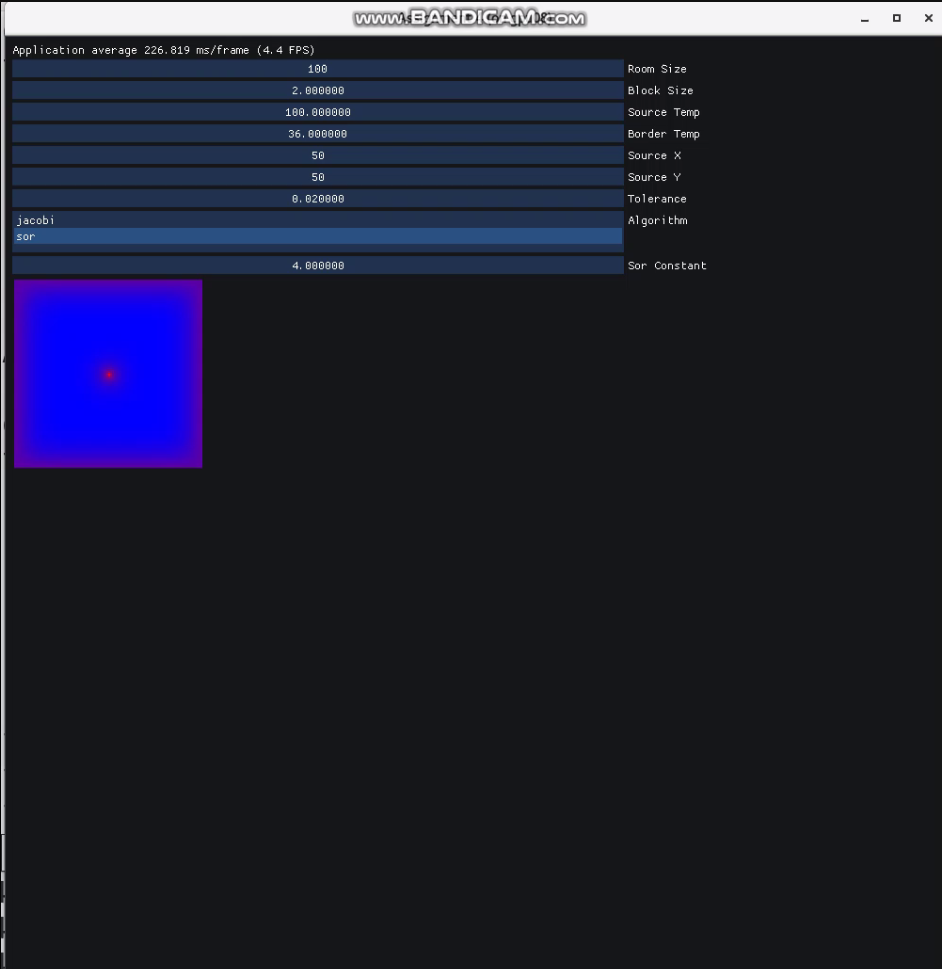 www.BANDICAM.com
Application average 226.819 ms/frame (4.4 FPS)
100 Room Size
2.000000 Block Size
100.000000 Source Temp
36.000000 Border Temp
50 Source X
50 Source Y
0.020000 Tolerance
jacobi Algorithm
sor
4.000000 Sor Constant